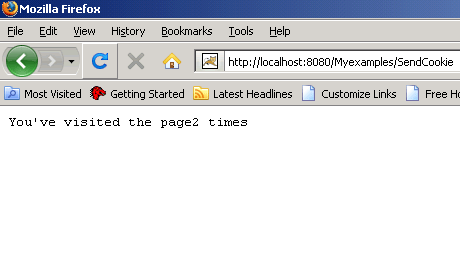 Mozilla Firefox
File Edit View History Bookmarks Tools Help
http://localhost:8080/Myexamples/SendCookie
Most Visited Getting Started Latest Headlines Customize Links Free Ho
You've visited the page2 times